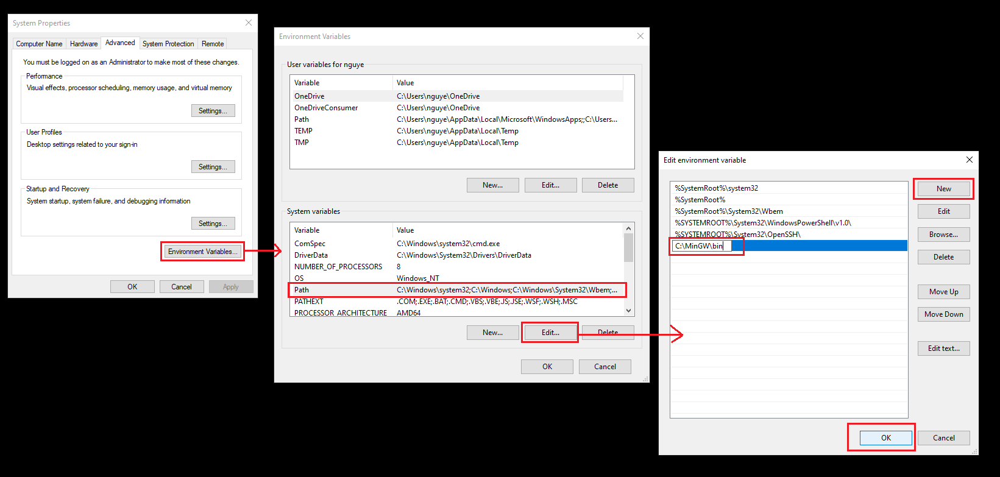 System Properties
Computer Name Hardware Advanced System Protection Remote
You must be logged on as an Administrator to make most of these changes.
Performance
Visual effects, processor scheduling, memory usage, and virtual memory
Settings...
User Profiles
Desktop settings related to your sign-in
Settings...
Startup and Recovery
System startup, system failure, and debugging information
Settings...
Environment Variables...
OK Cancel Apply
Environment Variables
User variables for nguye
Variable Value
OneDrive C:\Users\nguye\OneDrive
OneDriveConsumer C:\Users\nguye\OneDrive
Path C:\Users\nguye\AppData\Local\Microsoft\WindowsApps;;C:\Users...
TEMP C:\Users\nguye\AppData\Local\Temp
TMP C:\Users\nguye\AppData\Local\Temp
New... Edit... Delete
System variables
Variable Value
ComSpec C:\Windows\system32\cmd.exe
DriverData C:\Windows\System32\Drivers\DriverData
NUMBER_OF_PROCESSORS 8
OS Windows_NT
Path C:\Windows\system32;C:\Windows;C:\Windows\System32\Wbem;...
PATHEXT .COM;.EXE;.BAT;.CMD;.VBS;.VBE;.JS;.JSE;.WSF;.WSH;.MSC
PROCESSOR_ARCHITECTURE AMD64
New... Edit... Delete
OK Cancel
Edit environment variable
%SystemRoot%\system32
%SystemRoot%
%SystemRoot%\System32\Wbem
%SYSTEMROOT%\System32\WindowsPowerShell\v1.0\
%SYSTEMROOT%\System32\OpenSSH\
C:\MinGW\bin
New
Edit
Browse...
Delete
Move Up
Move Down
Edit text...
OK Cancel